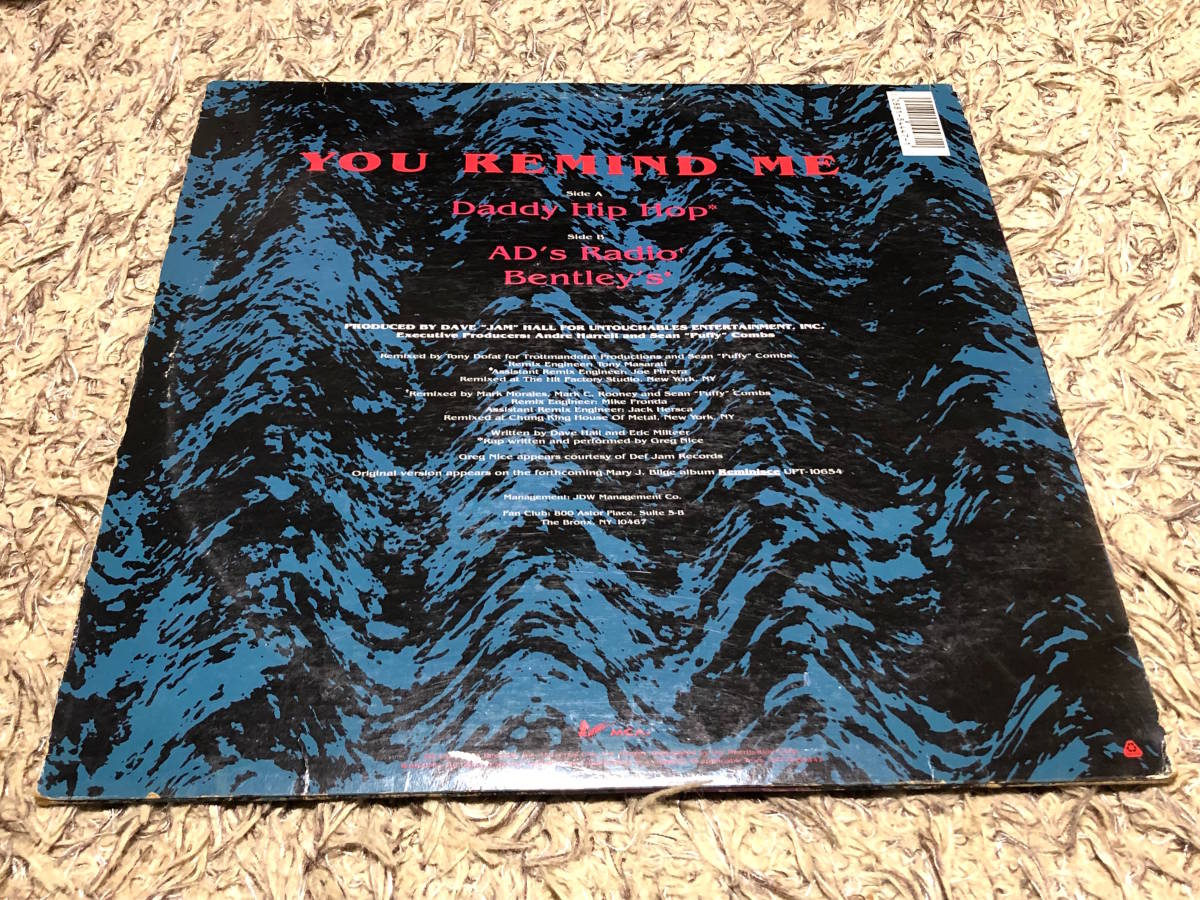 YOU REMIND ME
Side A
Daddy Hip Hop*
Side B
AD's Radio†
Bentley's*
PRODUCED BY DAVE "JAM" HALL FOR UNTOUCHABLES ENTERTAINMENT, INC.
Executive Producers: Andre Harrell and Sean "Puffy" Combs
Remixed by Tony Dofat for Trottmandofat Productions and Sean "Puffy" Combs
Remix Engineer: Tony Masarati
*Assistant Remix Engineer: Joe Pirrera
Remixed at The Hit Factory Studio, New York, NY
†Remixed by Mark Morales, Mark C. Rooney and Sean "Puffy" Combs
Remix Engineer: Mike Fronda
Assistant Remix Engineer: Jack Hersca
Remixed at Chung King House Of Metal, New York, NY
Written by Dave Hall and Eric Milteer
*Rap written and performed by Greg Nice
Greg Nice appears courtesy of Def Jam Records
Original version appears on the forthcoming Mary J. Blige album Reminisce UPT-10654
Management: JDW Management Co.
Fan Club: 800 Astor Place, Suite 5-B
The Bronx, NY 10467
MCA